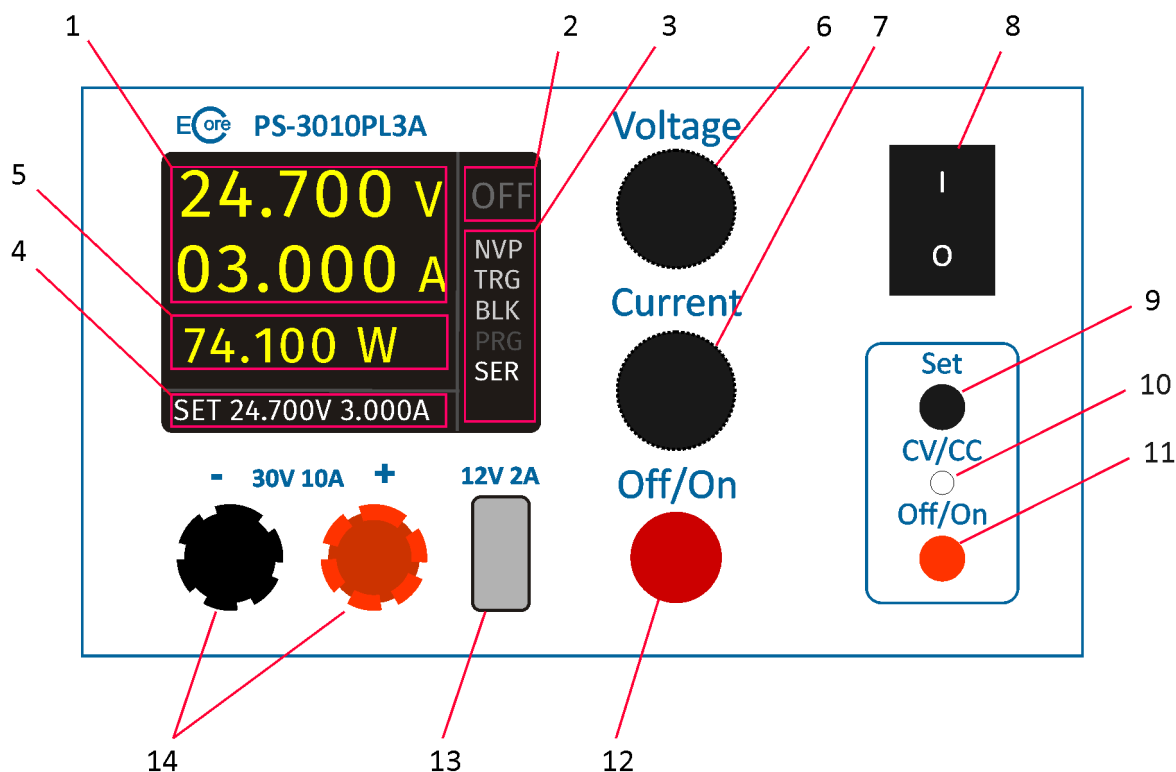 1
2
3
6
7
8
ECore PS-3010PL3A
Voltage
5
24.700 V
OFF
I
4
03.000 A
NVP
TRG
O
BLK
Current
74.100 W
PRG
SER
9
Set
10
SET 24.700V 3.000A
CV/CC
11
- 30V 10A +
12V 2A
Off/On
Off/On
14
13
12